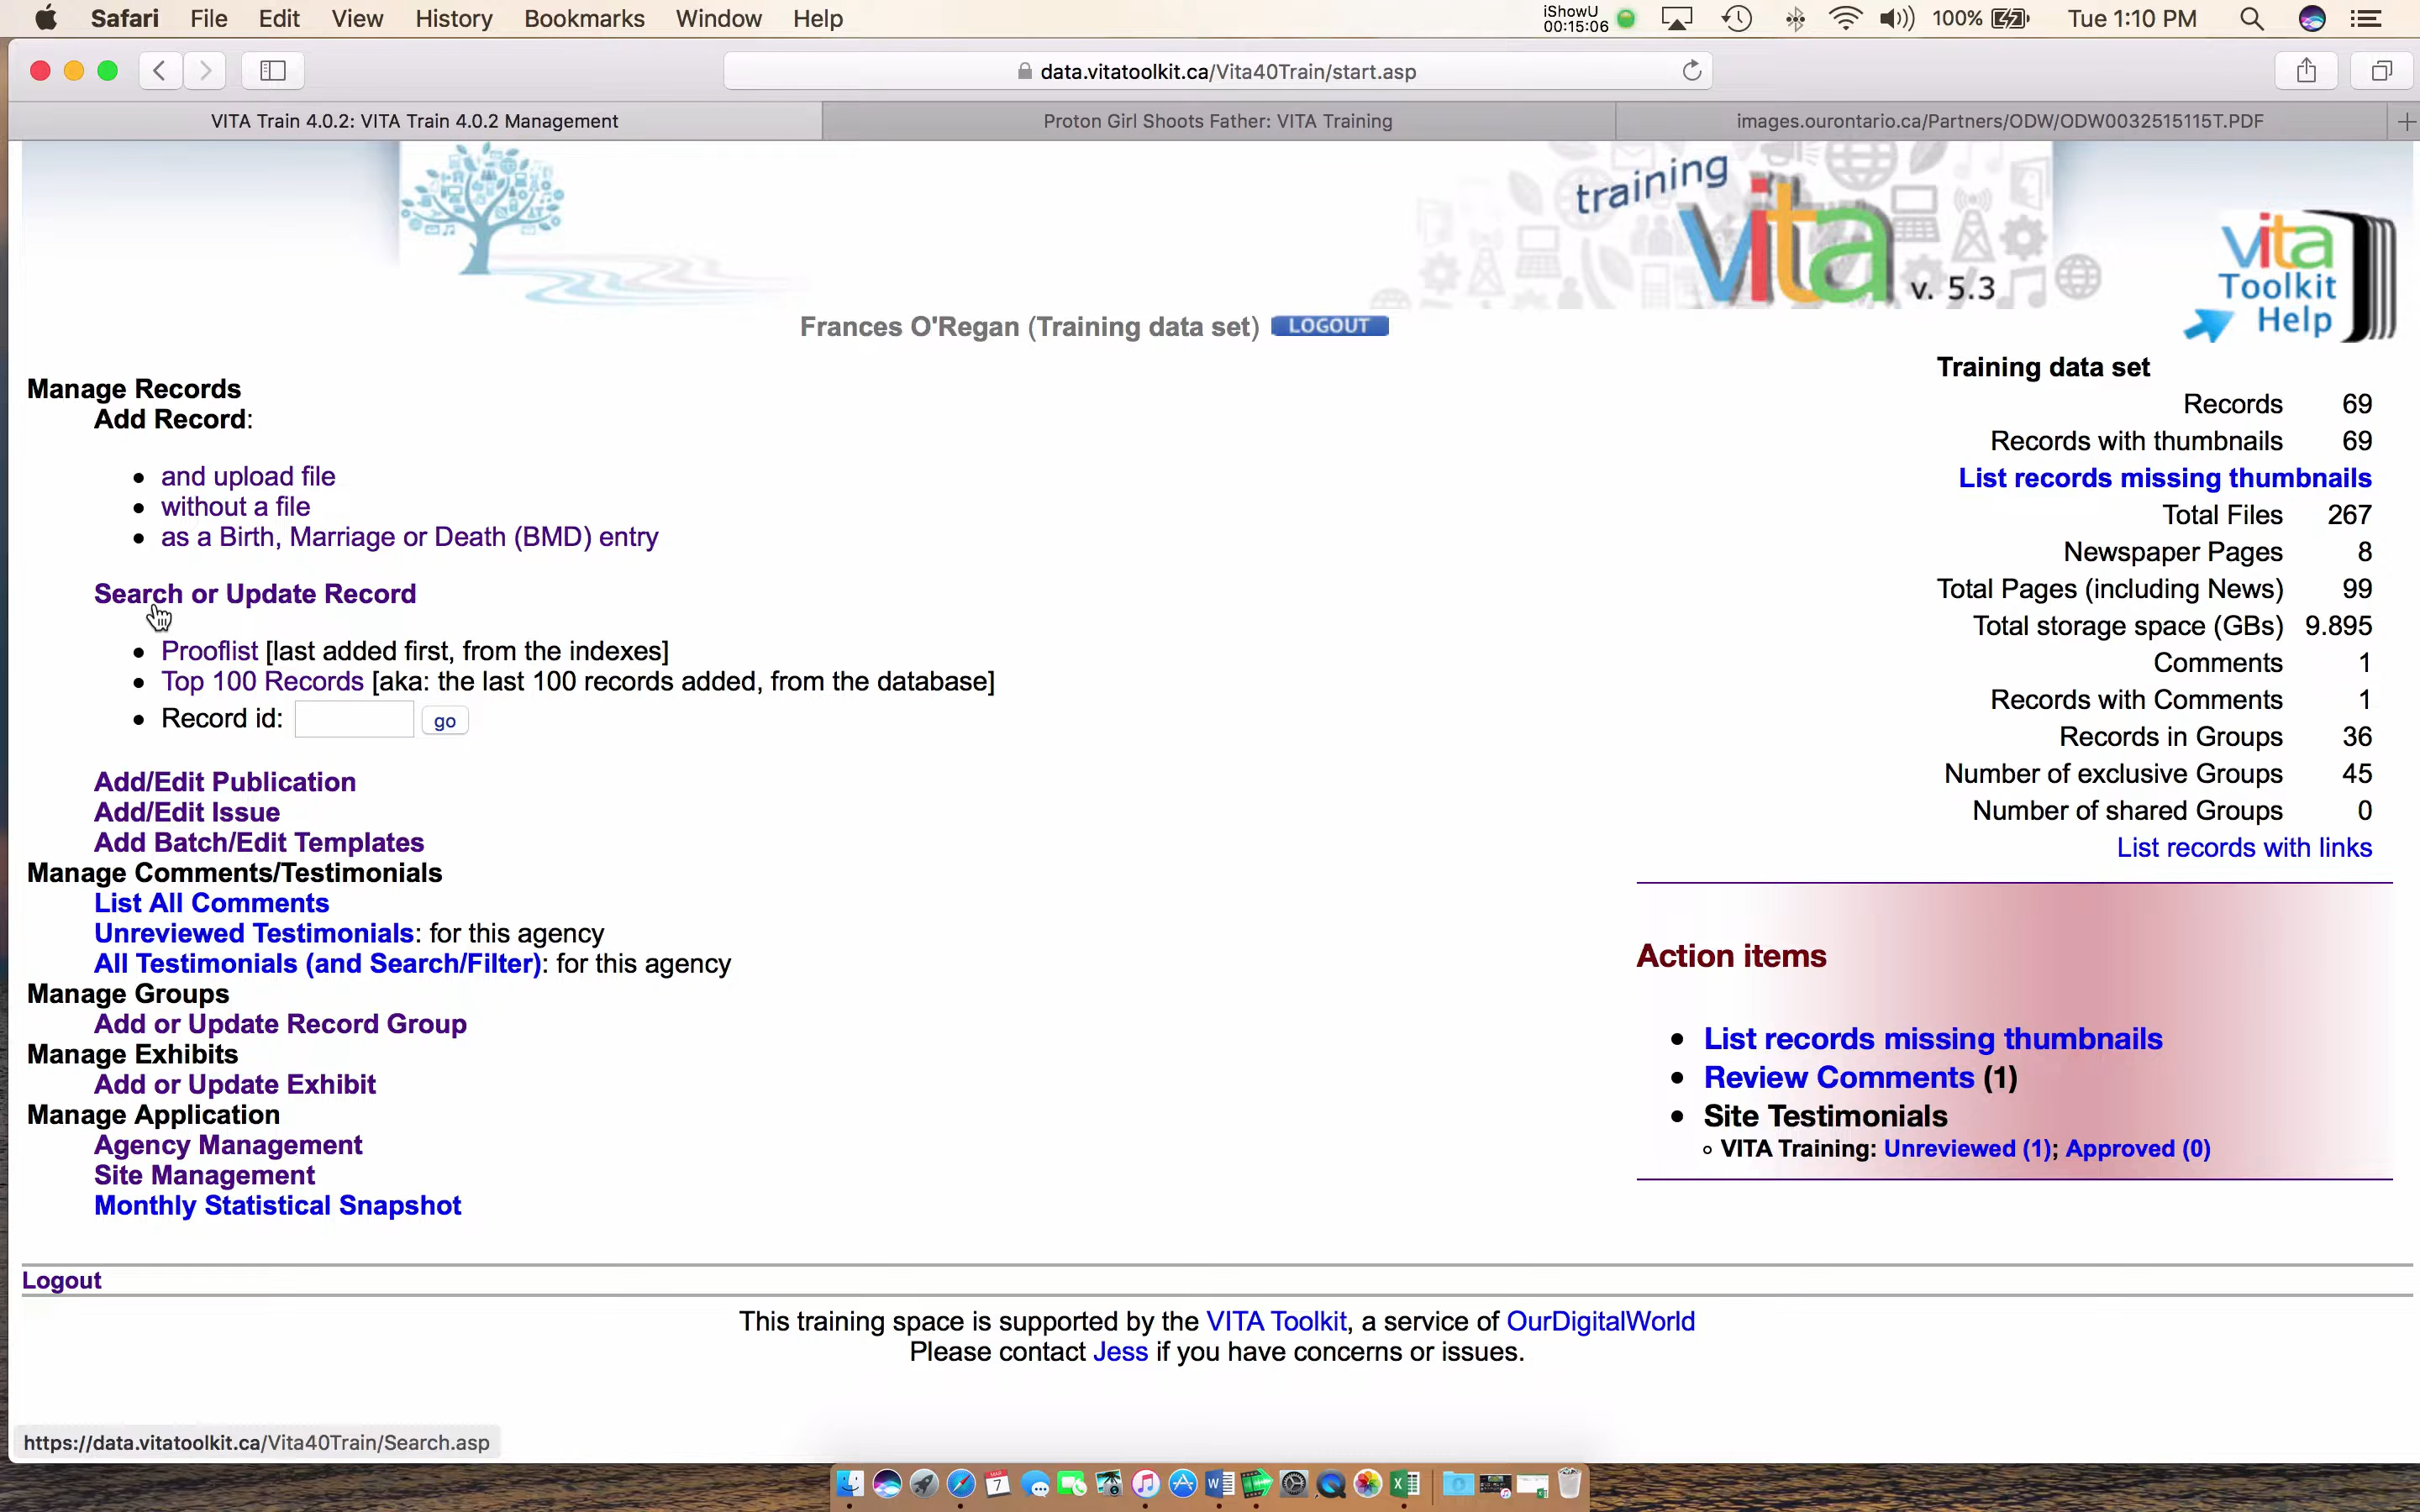 Safari File Edit View History Bookmarks Window Help
iShowU
00:15:06
100%
Tue 1:10 PM
data.vitatoolkit.ca/Vita40Train/start.asp
VITA Train 4.0.2: VITA Train 4.0.2 Management
Proton Girl Shoots Father: VITA Training
images.ourontario.ca/Partners/ODW/ODW0032515115T.PDF
training
vita
v. 5.3
vita
Toolkit
Help
Frances O'Regan (Training data set) LOGOUT
Manage Records
Add Record:
• and upload file
• without a file
• as a Birth, Marriage or Death (BMD) entry
Search or Update Record
• Prooflist [last added first, from the indexes]
• Top 100 Records [aka: the last 100 records added, from the database]
• Record id: go
Add/Edit Publication
Add/Edit Issue
Add Batch/Edit Templates
Manage Comments/Testimonials
List All Comments
Unreviewed Testimonials: for this agency
All Testimonials (and Search/Filter): for this agency
Manage Groups
Add or Update Record Group
Manage Exhibits
Add or Update Exhibit
Manage Application
Agency Management
Site Management
Monthly Statistical Snapshot
Training data set
Records 69
Records with thumbnails 69
List records missing thumbnails
Total Files 267
Newspaper Pages 8
Total Pages (including News) 99
Total storage space (GBs) 9.895
Comments 1
Records with Comments 1
Records in Groups 36
Number of exclusive Groups 45
Number of shared Groups 0
List records with links
Action items
• List records missing thumbnails
• Review Comments (1)
• Site Testimonials
VITA Training: Unreviewed (1); Approved (0)
Logout
This training space is supported by the VITA Toolkit, a service of OurDigitalWorld
Please contact Jess if you have concerns or issues.
https://data.vitatoolkit.ca/Vita40Train/Search.asp
MAR
7